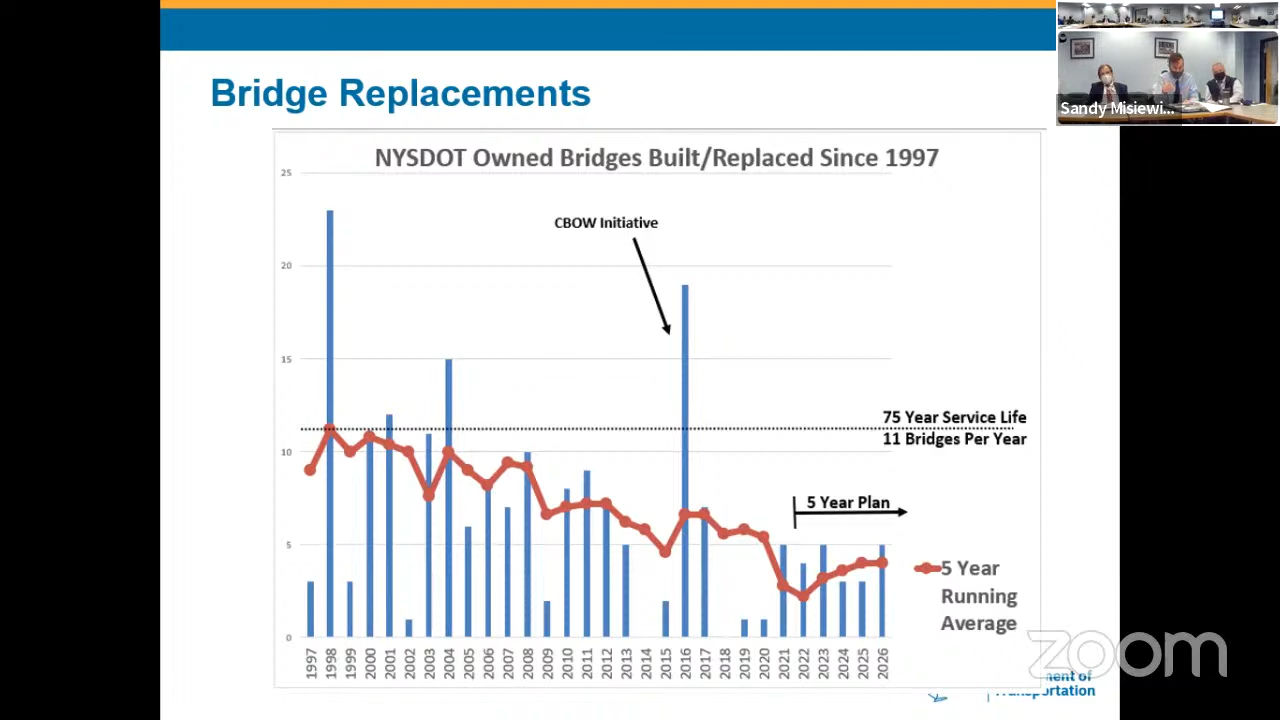 Bridge Replacements
Sandy Misiewi...
NYSDOT Owned Bridges Built/Replaced Since 1997
25
20
15
10
5
0
CBOW Initiative
75 Year Service Life
11 Bridges Per Year
5 Year Plan
5 Year
Running
Average
1997
1998
1999
2000
2001
2002
2003
2004
2005
2006
2007
2008
2009
2010
2011
2012
2013
2014
2015
2016
2017
2018
2019
2020
2021
2022
2023
2024
2025
2026
zoom
ment of
Transportation